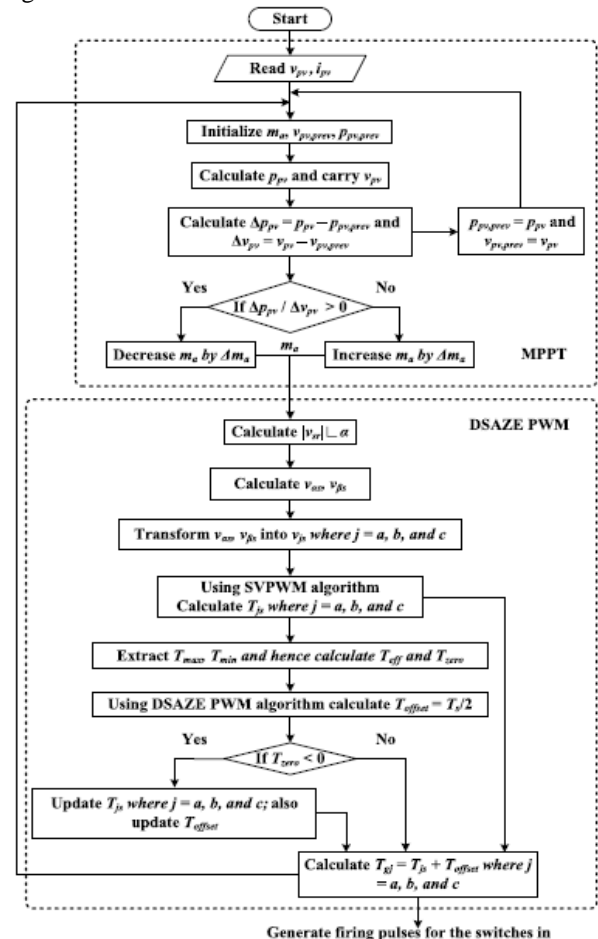 Start
Read v_pv, i_pv
Initialize m_a, v_pv,prev, p_pv,prev
Calculate p_pv and carry v_pv
Calculate Δp_pv = p_pv – p_pv,prev and
Δv_pv = v_pv – v_pv,prev
p_pv,prev = p_pv and
v_pv,prev = v_pv
Yes
No
If Δp_pv / Δv_pv > 0
m_a
Decrease m_a by Δm_a
Increase m_a by Δm_a
MPPT
DSAZE PWM
Calculate |v_sr|∟α
Calculate v_αs, v_βs
Transform v_αs, v_βs into v_js where j = a, b, and c
Using SVPWM algorithm
Calculate T_js where j = a, b, and c
Extract T_max, T_min and hence calculate T_eff and T_zero
Using DSAZE PWM algorithm calculate T_offset = T_s/2
Yes
No
If T_zero < 0
Update T_js where j = a, b, and c; also
update T_offset
Calculate T_gj = T_js + T_offset where j
= a, b, and c
Generate firing pulses for the switches in